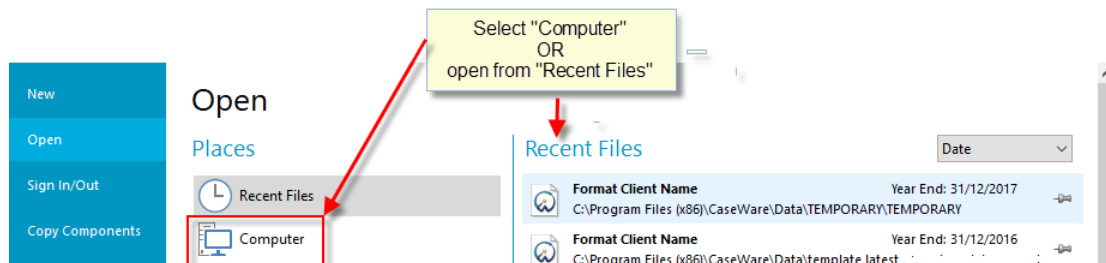 Select "Computer"
OR
open from "Recent Files"
New
Open
Sign In/Out
Copy Components
Open
Places
Recent Files
Computer
Recent Files
Date
Format Client Name Year End: 31/12/2017
C:\Program Files (x86)\CaseWare\Data\TEMPORARY\TEMPORARY
Format Client Name Year End: 31/12/2016
C:\Program Files (x86)\CaseWare\Data\template latest